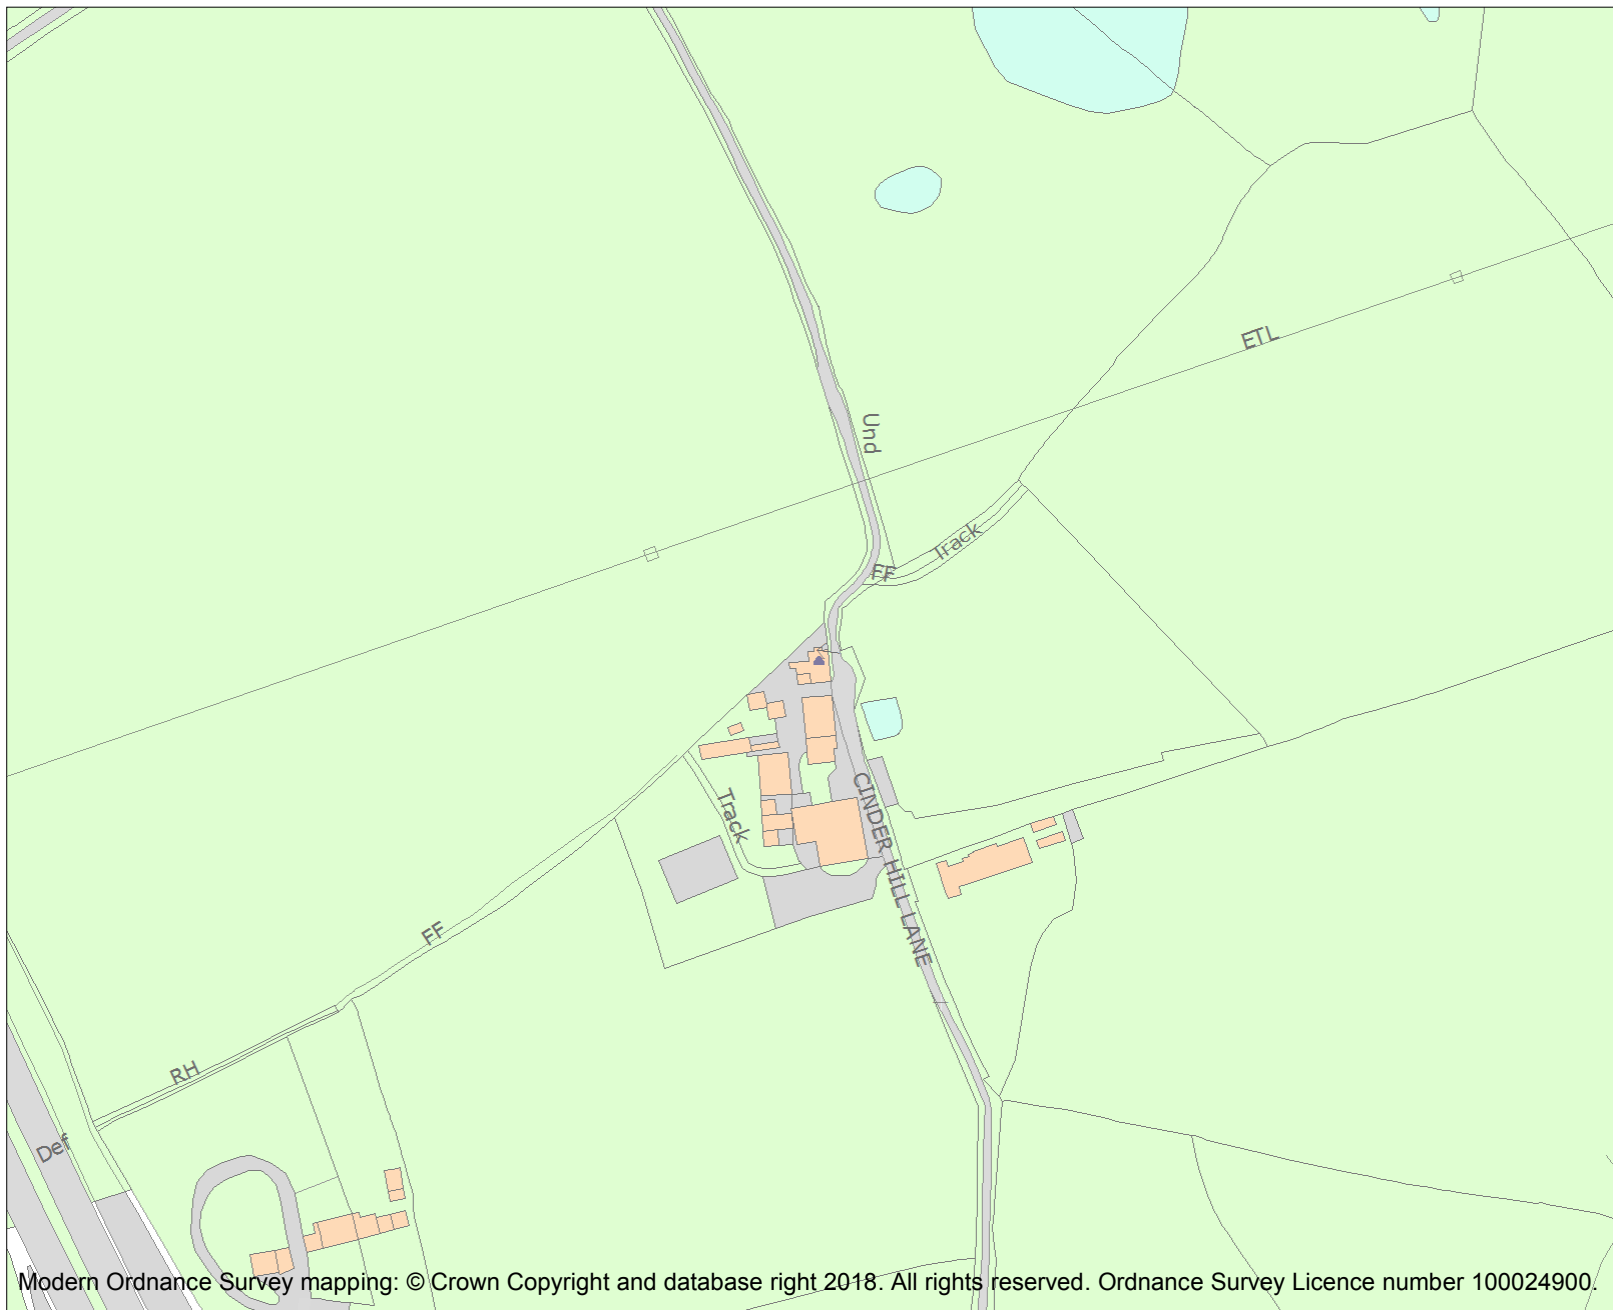 ETL
Und
Track
FF
Track
CINDER HILL LANE
FF
RH
Def
Modern Ordnance Survey mapping: © Crown Copyright and database right 2018. All rights reserved. Ordnance Survey Licence number 100024900.